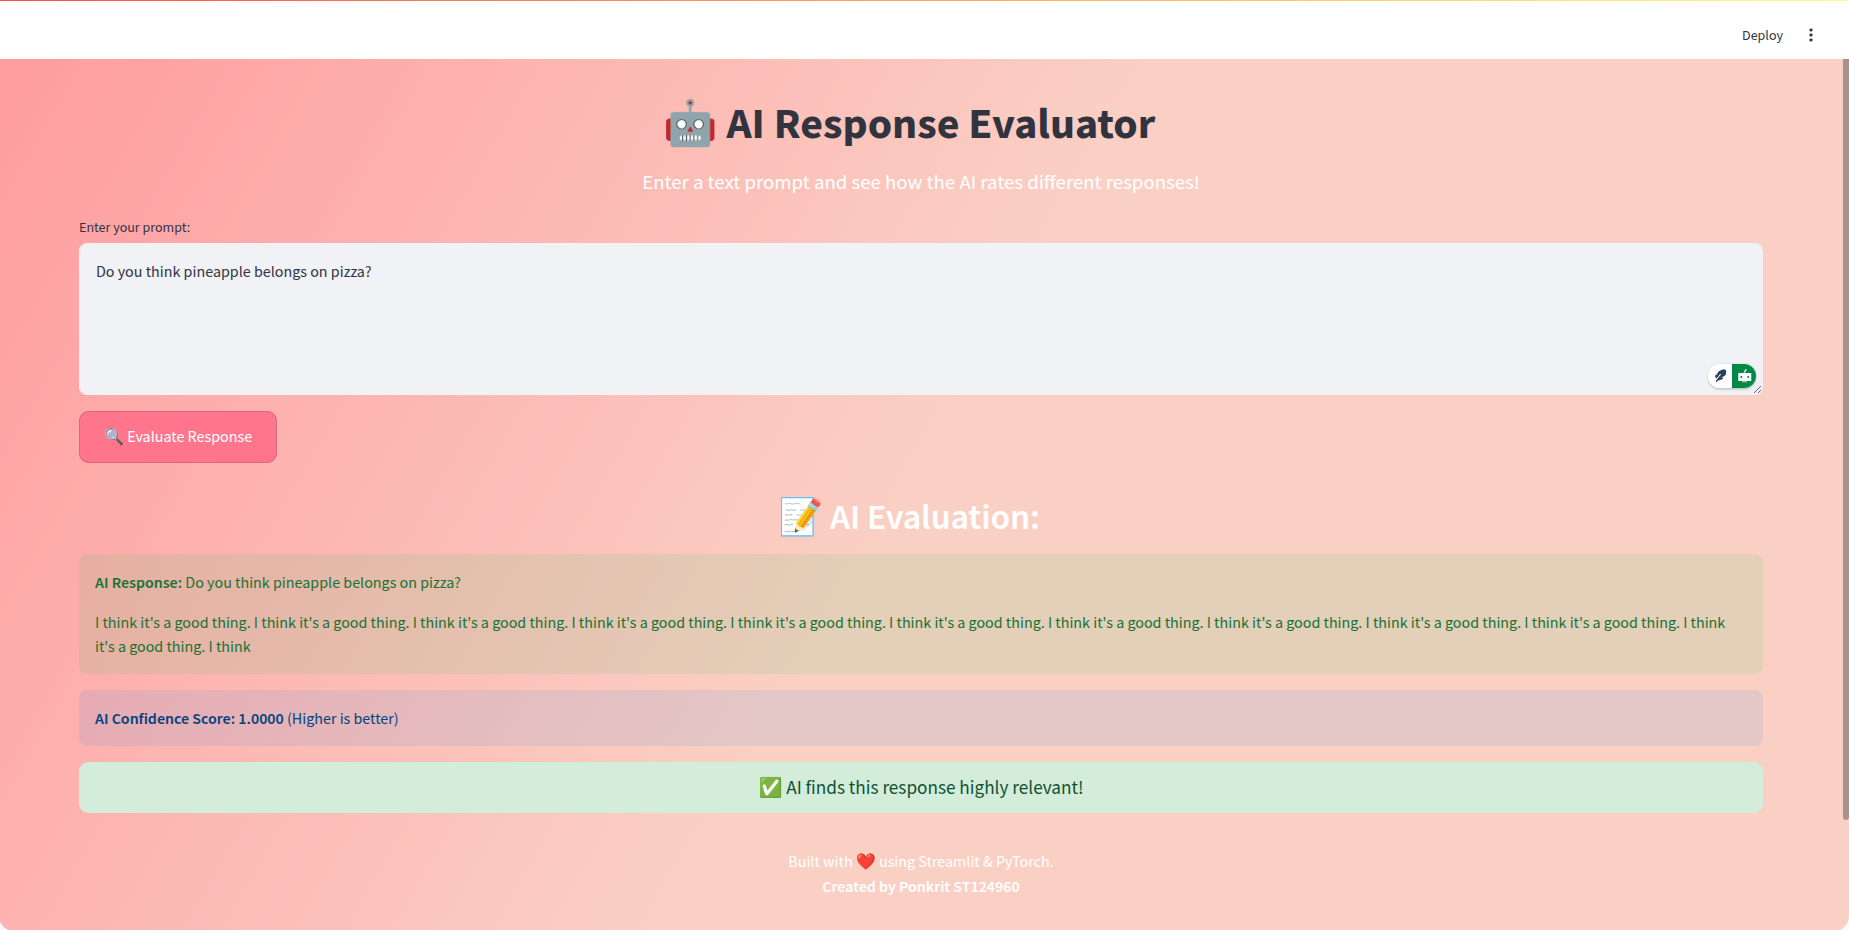 Deploy
🤖 AI Response Evaluator
Enter a text prompt and see how the AI rates different responses!
Enter your prompt:
Do you think pineapple belongs on pizza?
🔍 Evaluate Response
📝 AI Evaluation:
AI Response: Do you think pineapple belongs on pizza?
I think it's a good thing. I think it's a good thing. I think it's a good thing. I think it's a good thing. I think it's a good thing. I think it's a good thing. I think it's a good thing. I think it's a good thing. I think it's a good thing. I think it's a good thing. I think
it's a good thing. I think
AI Confidence Score: 1.0000 (Higher is better)
✅ AI finds this response highly relevant!
Built with ❤️ using Streamlit & PyTorch.
Created by Ponkrit ST124960